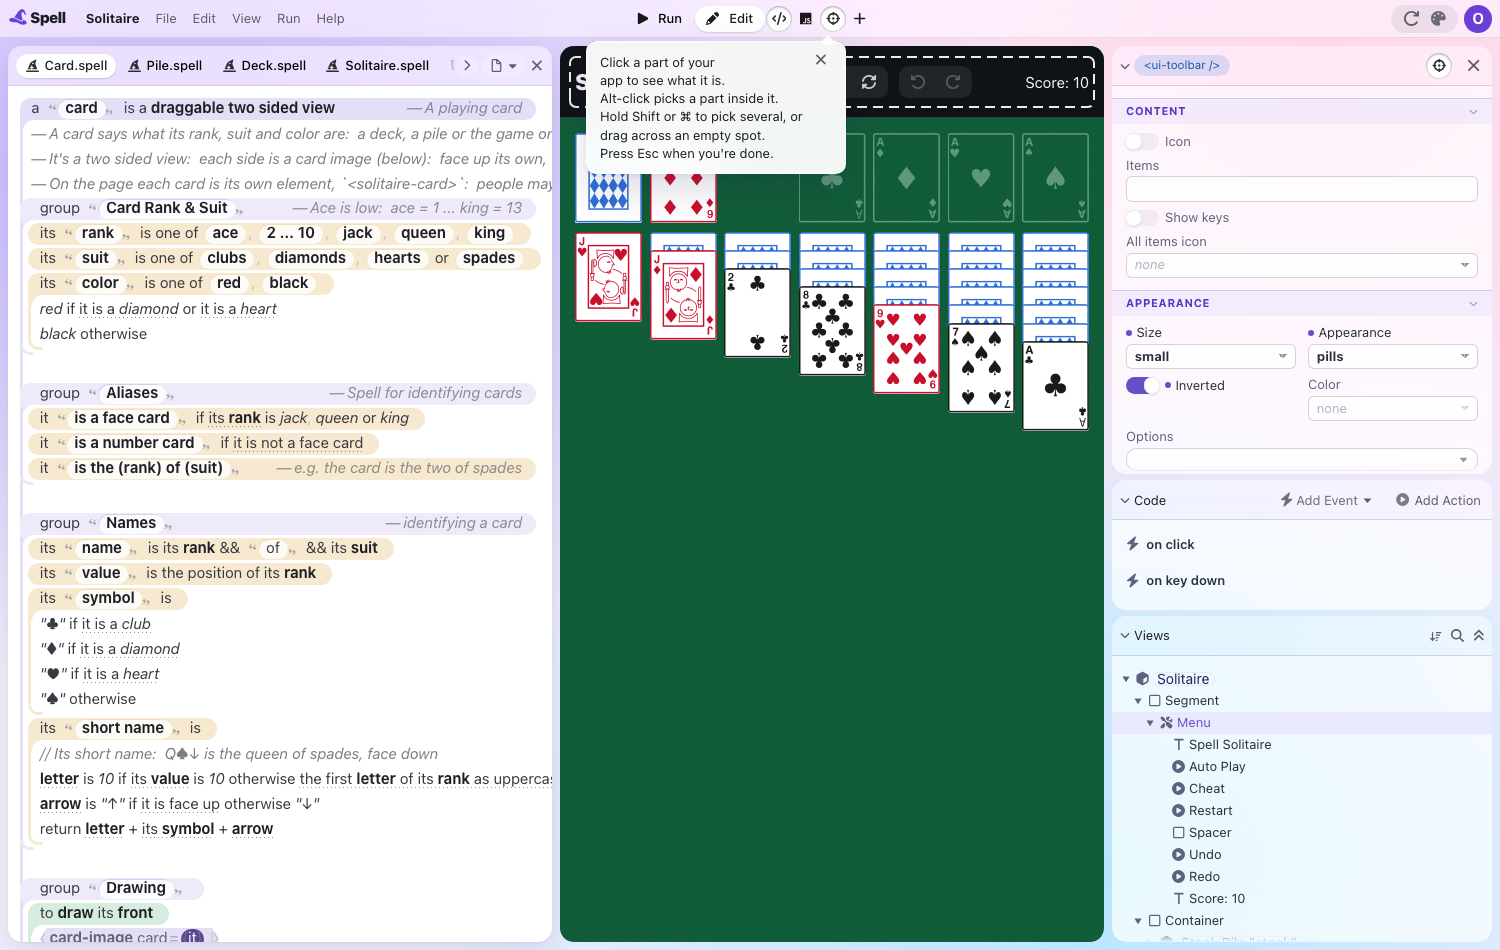 Spell Solitaire File Edit View Run Help
Run Edit JS
O
Card.spell Pile.spell Deck.spell Solitaire.spell
a “ card „ is a draggable two sided view — A playing card
— A card says what its rank, suit and color are: a deck, a pile or the game or
— It's a two sided view: each side is a card image (below): face up its own,
— On the page each card is its own element, `<solitaire-card>`: people may
group “ Card Rank & Suit „ — Ace is low: ace = 1 ... king = 13
its “ rank „ is one of ace , 2 ... 10 , jack , queen , king
its “ suit „ is one of clubs , diamonds , hearts or spades
its “ color „ is one of red , black
red if it is a diamond or it is a heart
black otherwise
group “ Aliases „ — Spell for identifying cards
it “ is a face card „ if its rank is jack, queen or king
it “ is a number card „ if it is not a face card
it “ is the (rank) of (suit) „ — e.g. the card is the two of spades
group “ Names „ — identifying a card
its “ name „ is its rank && “ of „ && its suit
its “ value „ is the position of its rank
its “ symbol „ is
"♣" if it is a club
"♦" if it is a diamond
"♥" if it is a heart
"♠" otherwise
its “ short name „ is
// Its short name: Q♠↓ is the queen of spades, face down
letter is 10 if its value is 10 otherwise the first letter of its rank as upperca
arrow is "↑" if it is face up otherwise "↓"
return letter + its symbol + arrow
group “ Drawing „
to draw its front
card-image card= it
Click a part of your
app to see what it is.
Alt-click picks a part inside it.
Hold Shift or ⌘ to pick several, or
drag across an empty spot.
Press Esc when you're done.
Score: 10
A A A A
6 A A A A
J J 2 8 9 7 A
J J 2 8 9 7 A
<ui-toolbar />
CONTENT
Icon
Items
Show keys
All items icon
none
APPEARANCE
Size Appearance
small pills
Inverted Color
none
Options
Code Add Event Add Action
on click
on key down
Views
Solitaire
Segment
Menu
Spell Solitaire
Auto Play
Cheat
Restart
Spacer
Undo
Redo
Score: 10
Container